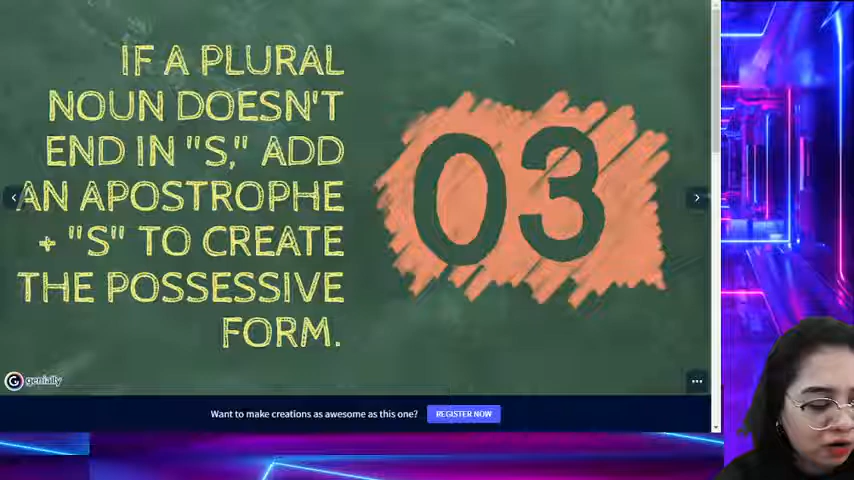 IF A PLURAL
NOUN DOESN'T
END IN "S," ADD
AN APOSTROPHE
+ "S" TO CREATE
THE POSSESSIVE
FORM.
03
genially
Want to make creations as awesome as this one? REGISTER NOW